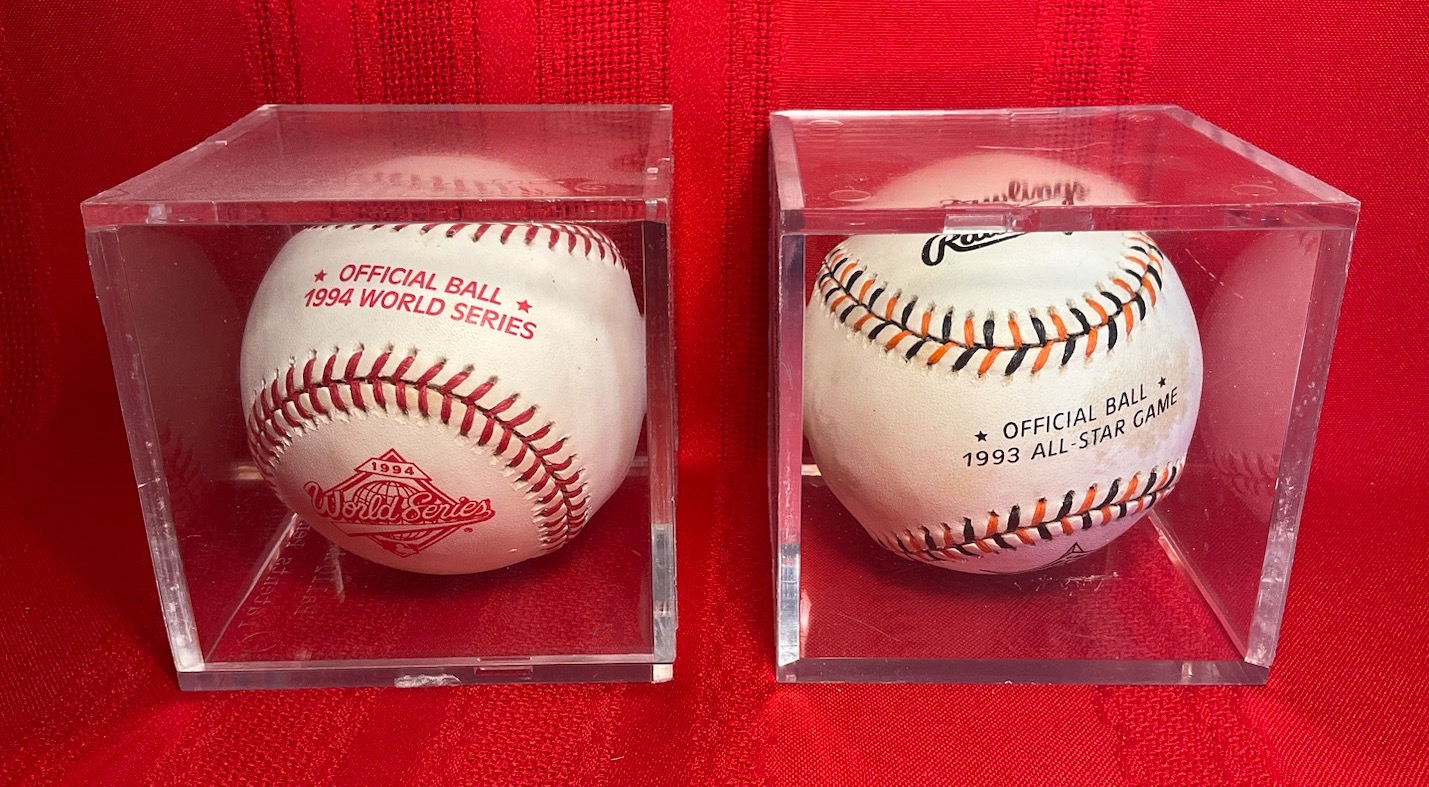 ★ OFFICIAL BALL ★
1994 WORLD SERIES
1994
World Series
Rawlings
★ OFFICIAL BALL ★
1993 ALL-STAR GAME